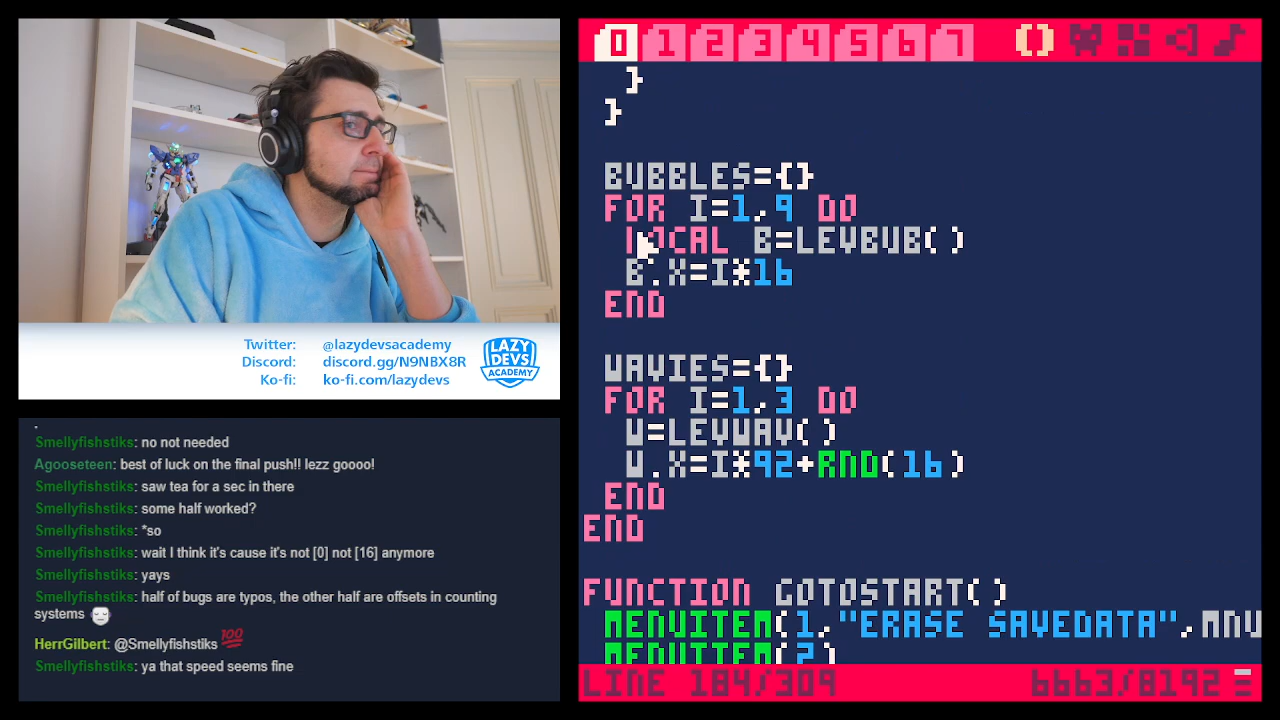 Twitter: @lazydevsacademy
Discord: discord.gg/N9NBX8R
Ko-fi: ko-fi.com/lazydevs
LAZY
DEVS
ACADEMY
.
Smellyfishstiks: no not needed
Agooseteen: best of luck on the final push!! lezz goooo!
Smellyfishstiks: saw tea for a sec in there
Smellyfishstiks: some half worked?
Smellyfishstiks: *so
Smellyfishstiks: wait I think it's cause it's not [0] not [16] anymore
Smellyfishstiks: yays
Smellyfishstiks: half of bugs are typos, the other half are offsets in counting
systems 😌
HerrGilbert: @Smellyfishstiks 💯
Smellyfishstiks: ya that speed seems fine
0 1 2 3 4 5 6 7 ()
}
}
BUBBLES={}
FOR I=1,9 DO
LOCAL B=LEVBUB()
B.X=I*16
END
WAVIES={}
FOR I=1,3 DO
W=LEVWAV()
W.X=I*92+RND(16)
END
END
FUNCTION GOTOSTART()
MENUITEM(1,"ERASE SAVEDATA",MNU
MENUITEM(2)
LINE 184/309 6663/8192